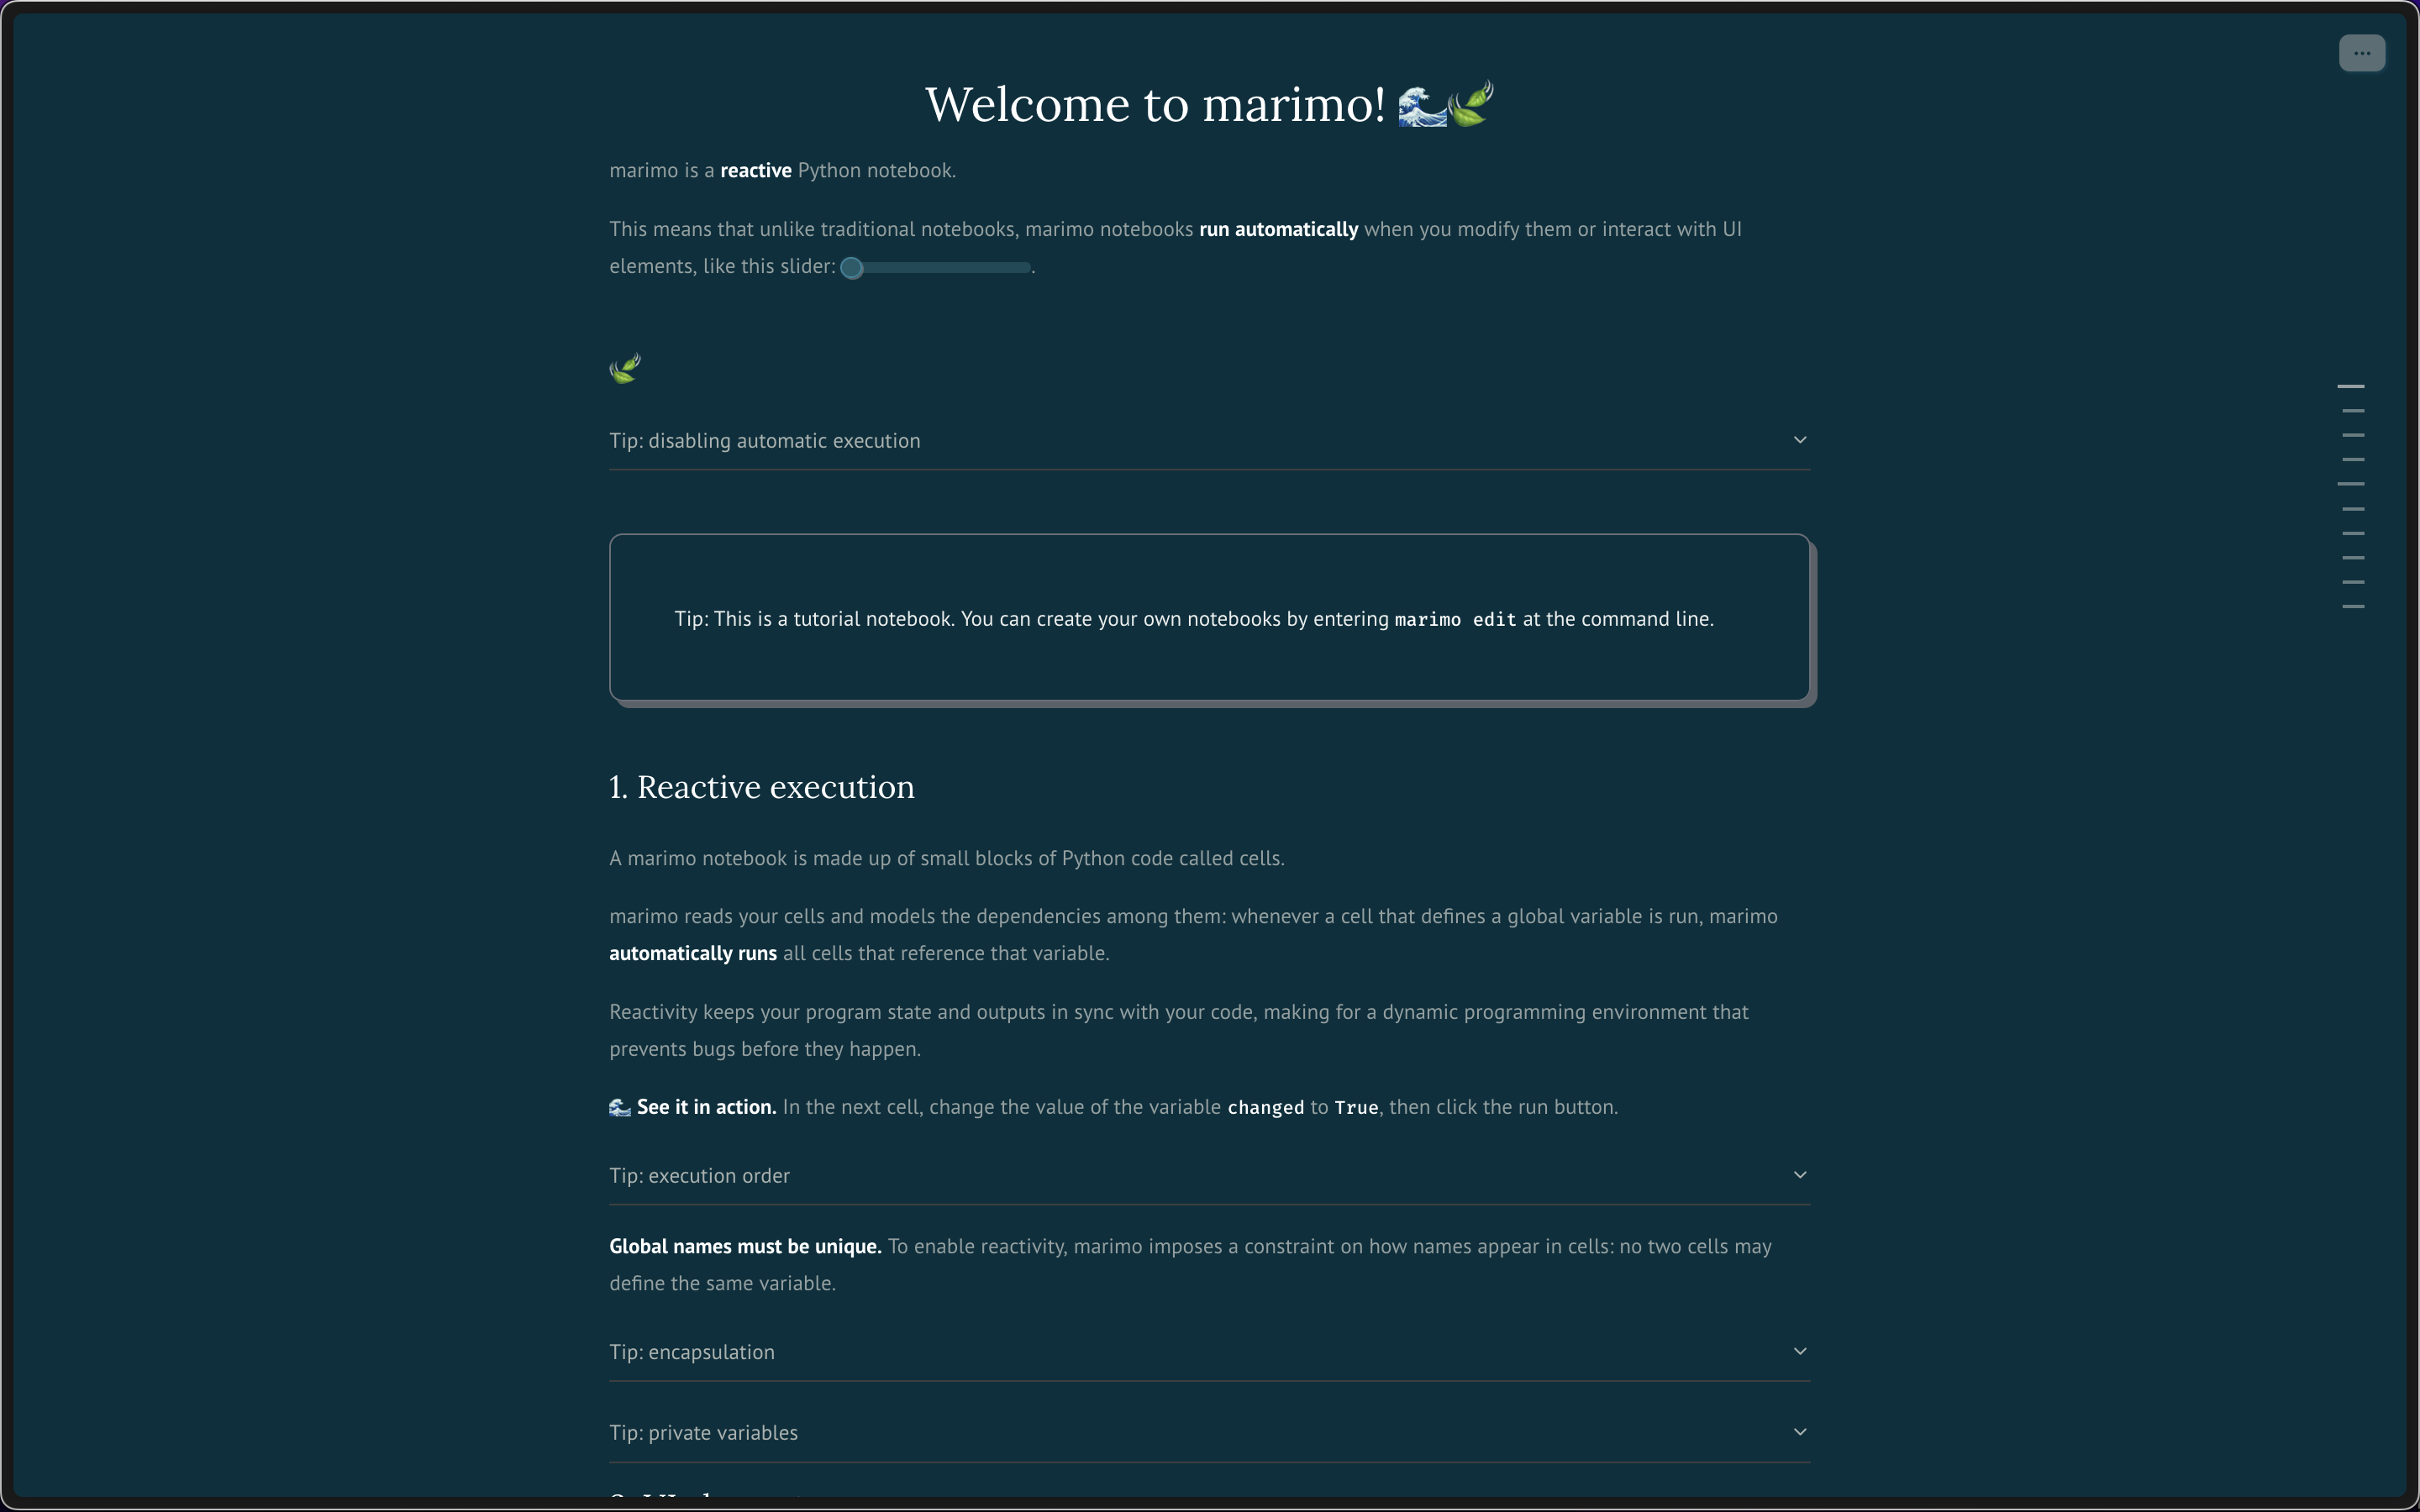 Welcome to marimo! 🌊🍃
marimo is a reactive Python notebook.
This means that unlike traditional notebooks, marimo notebooks run automatically when you modify them or interact with UI
elements, like this slider: .
🍃
Tip: disabling automatic execution
Tip: This is a tutorial notebook. You can create your own notebooks by entering marimo edit at the command line.
1. Reactive execution
A marimo notebook is made up of small blocks of Python code called cells.
marimo reads your cells and models the dependencies among them: whenever a cell that defines a global variable is run, marimo
automatically runs all cells that reference that variable.
Reactivity keeps your program state and outputs in sync with your code, making for a dynamic programming environment that
prevents bugs before they happen.
🌊 See it in action. In the next cell, change the value of the variable changed to True, then click the run button.
Tip: execution order
Global names must be unique. To enable reactivity, marimo imposes a constraint on how names appear in cells: no two cells may
define the same variable.
Tip: encapsulation
Tip: private variables